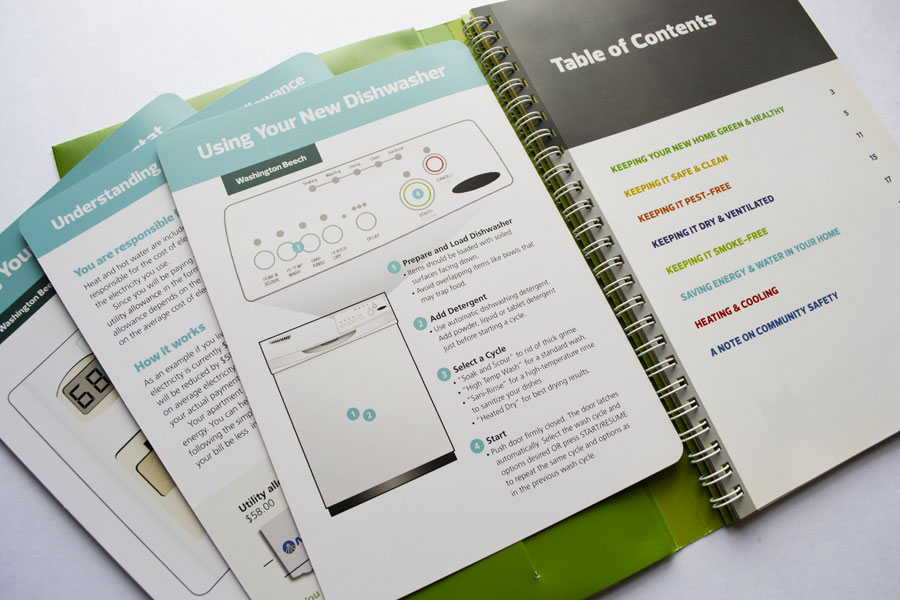 Using Your New Dishwasher
Washington Beech
CANCEL
START
DELAY
HEATED
DRY
SANI-
RINSE
HI-TEMP
WASH
SOAK &
SCOUR
1
4
1 Prepare and Load Dishwasher
• Items should be loaded with soiled
surfaces facing down.
• Avoid overlapping items like bowls that
may trap food.
2 Add Detergent
• Use automatic dishwashing detergent.
Add powder, liquid or tablet detergent
just before starting a cycle.
3 Select a Cycle
• "Soak and Scour" to rid of thick grime.
• "High Temp Wash" for a standard wash.
• "Sani-Rinse" for a high-temperature rinse
to sanitize your dishes.
• "Heated Dry" for best drying results.
4 Start
• Push door firmly closed. The door latches
automatically. Select the wash cycle and
options desired OR press START/RESUME
to repeat the same cycle and options as
in the previous wash cycle.
1 2
Understanding
llowance
You are responsible
Heat and hot water are inclu
responsible for the cost of ele
the electricity you use.
Since you will be paying
utility allowance in the form
allowance depends on the
on the average cost of ele
How it works
As an example if you liv
electricity is currently $
will be reduced by $5
on average electricity
your actual payment
Your apartment
energy. You can he
following the simp
your bill be less
Utility allo
$58.00
You
You
Washington Beech
68
Table of Contents
KEEPING YOUR NEW HOME GREEN & HEALTHY 3
KEEPING IT SAFE & CLEAN 5
KEEPING IT PEST-FREE 11
KEEPING IT DRY & VENTILATED 15
KEEPING IT SMOKE-FREE 17
SAVING ENERGY & WATER IN YOUR HOME
HEATING & COOLING
A NOTE ON COMMUNITY SAFETY